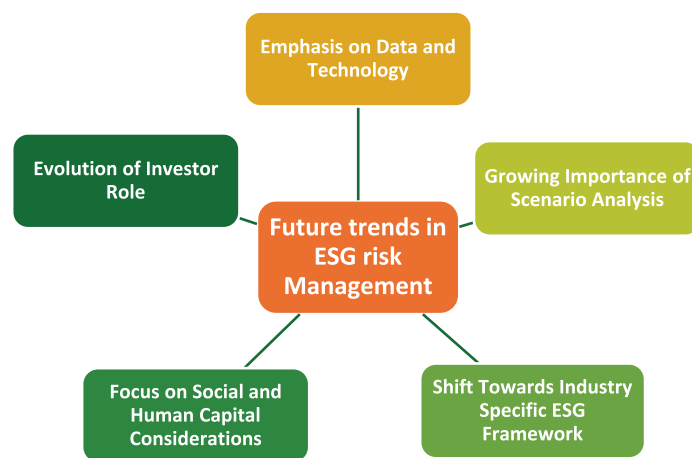 Emphasis on Data and
Technology
Evolution of Investor
Role
Growing Importance of
Scenario Analysis
Future trends in
ESG risk
Management
Focus on Social and
Human Capital
Considerations
Shift Towards Industry
Specific ESG
Framework